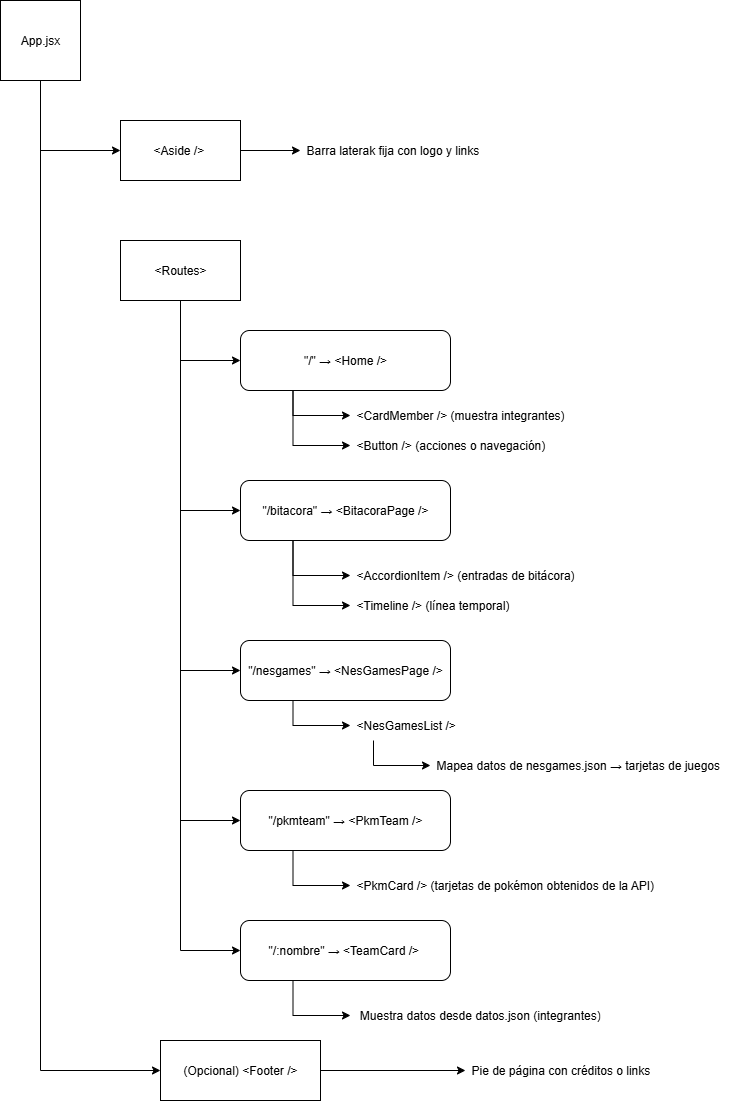 App.jsx
<Aside />
Barra laterak fija con logo y links
<Routes>
"/" → <Home />
<CardMember /> (muestra integrantes)
<Button /> (acciones o navegación)
"/bitacora" → <BitacoraPage />
<AccordionItem /> (entradas de bitácora)
<Timeline /> (línea temporal)
"/nesgames" → <NesGamesPage />
<NesGamesList />
Mapea datos de nesgames.json → tarjetas de juegos
"/pkmteam" → <PkmTeam />
<PkmCard /> (tarjetas de pokémon obtenidos de la API)
"/:nombre" → <TeamCard />
Muestra datos desde datos.json (integrantes)
(Opcional) <Footer />
Pie de página con créditos o links